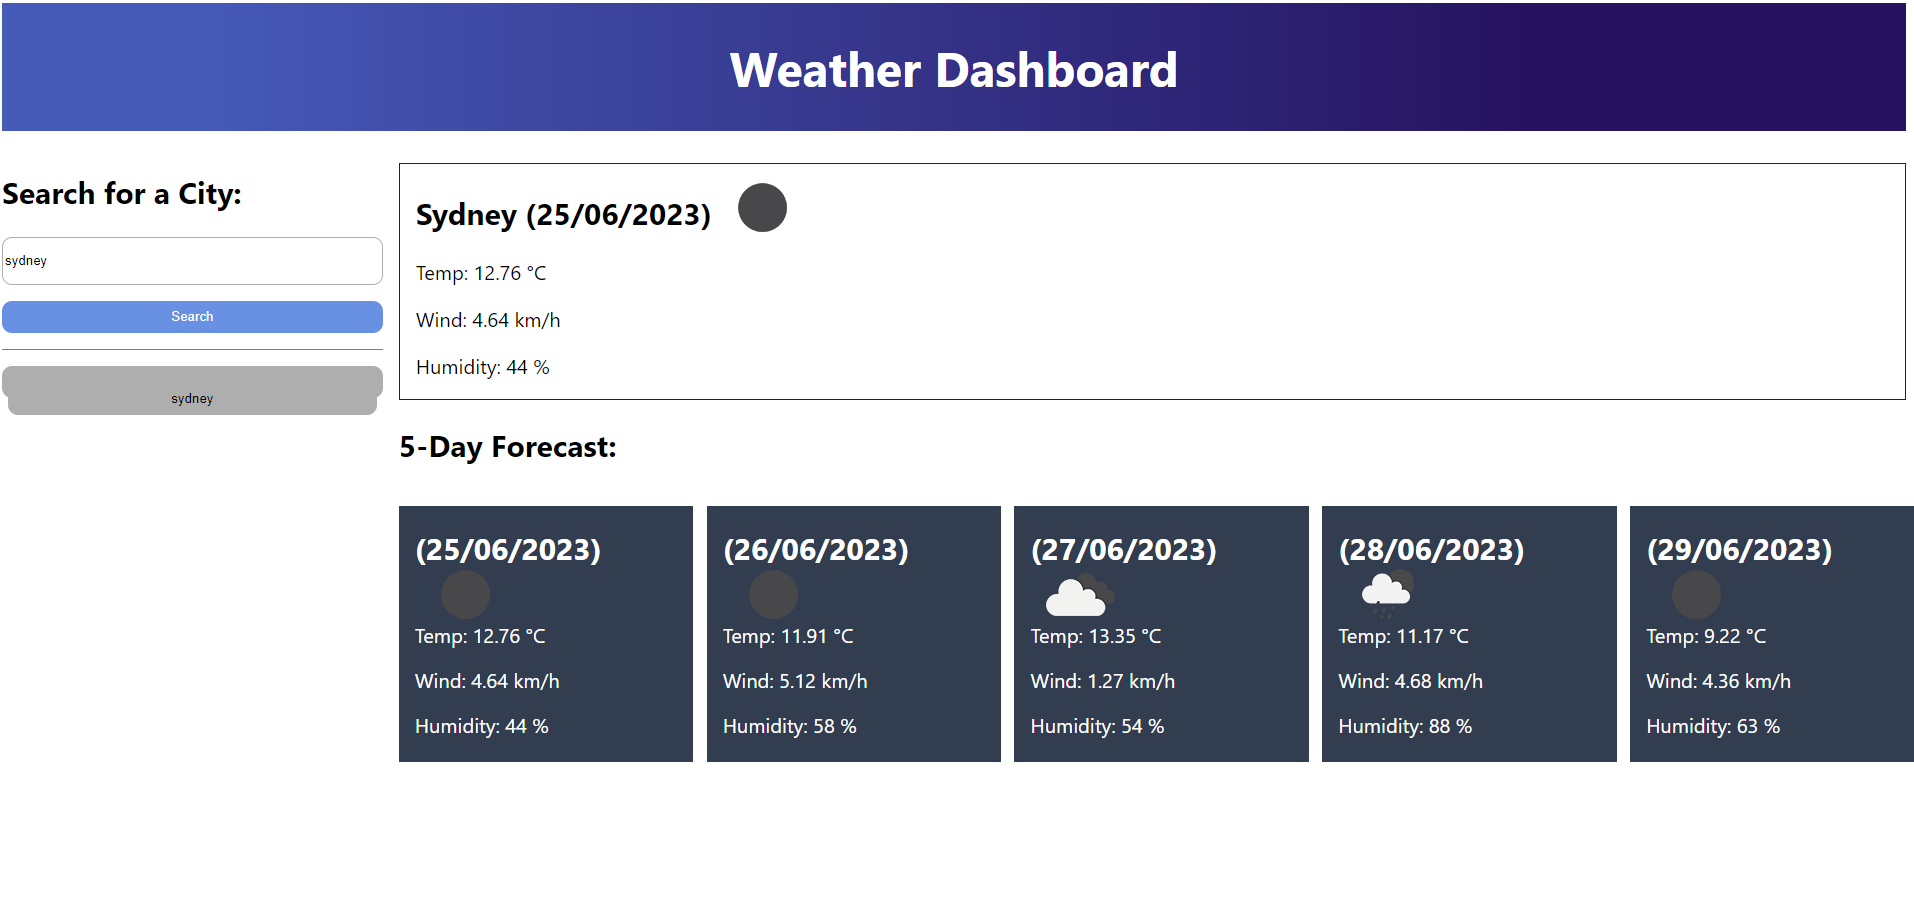 Weather Dashboard
Search for a City:
sydney
Search
sydney
Sydney (25/06/2023)
Temp: 12.76 °C
Wind: 4.64 km/h
Humidity: 44 %
5-Day Forecast:
(25/06/2023)
Temp: 12.76 °C
Wind: 4.64 km/h
Humidity: 44 %
(26/06/2023)
Temp: 11.91 °C
Wind: 5.12 km/h
Humidity: 58 %
(27/06/2023)
Temp: 13.35 °C
Wind: 1.27 km/h
Humidity: 54 %
(28/06/2023)
Temp: 11.17 °C
Wind: 4.68 km/h
Humidity: 88 %
(29/06/2023)
Temp: 9.22 °C
Wind: 4.36 km/h
Humidity: 63 %